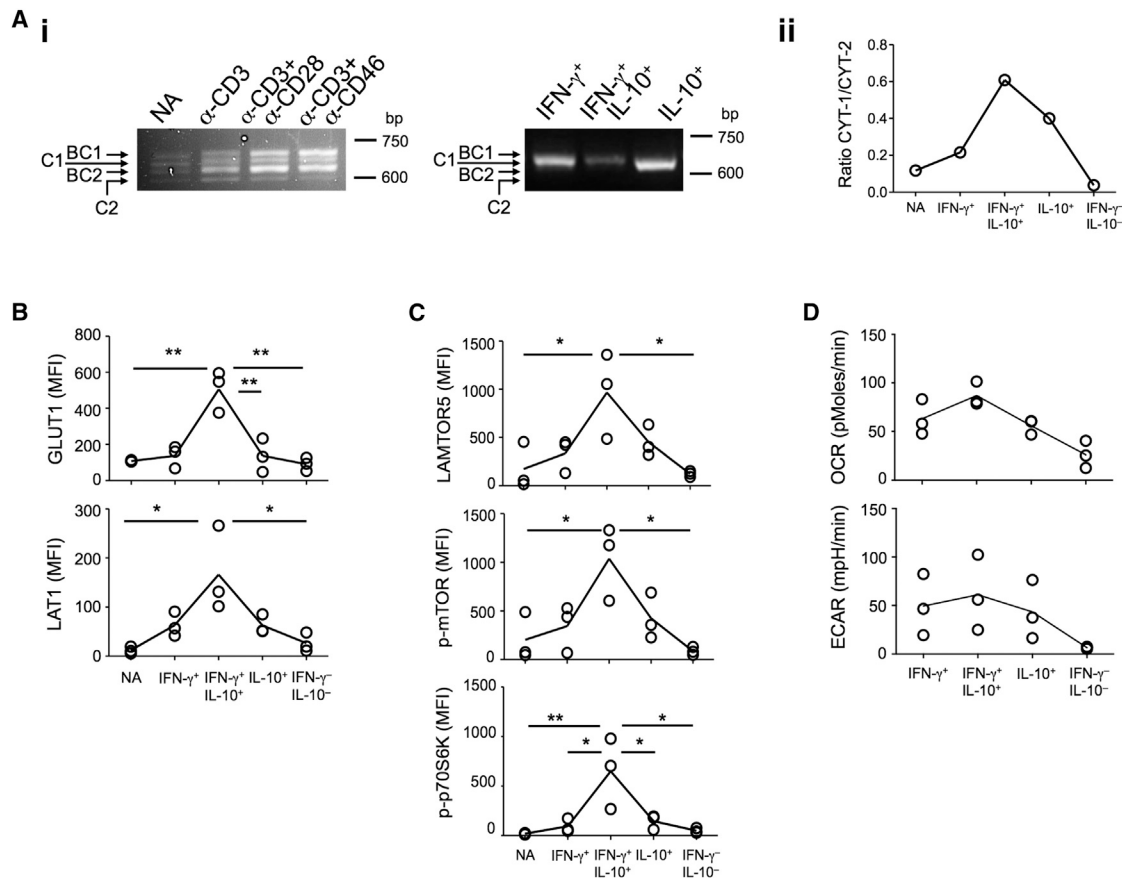 A
i
NA
α-CD3
α-CD3+
α-CD28
α-CD3+
α-CD46
bp
750
600
BC1
C1
BC2
C2
IFN-γ+
IFN-γ+
IL-10+
IL-10+
bp
750
600
BC1
C1
BC2
C2
ii
Ratio CYT-1/CYT-2
0.8
0.6
0.4
0.2
0.0
NA IFN-γ+ IFN-γ+ IL-10+ IFN-γ–
IL-10+ IL-10–
B
GLUT1 (MFI)
800
600
400
200
0
** **
**
LAT1 (MFI)
300
200
100
0
* *
NA IFN-γ+ IFN-γ+ IL-10+ IFN-γ–
IL-10+ IL-10–
C
LAMTOR5 (MFI)
1500
1000
500
0
* *
p-mTOR (MFI)
1500
1000
500
0
* *
p-p70S6K (MFI)
1500
1000
500
0
** *
* *
NA IFN-γ+ IFN-γ+ IL-10+ IFN-γ–
IL-10+ IL-10–
D
OCR (pMoles/min)
150
100
50
0
ECAR (mpH/min)
150
100
50
0
IFN-γ+ IFN-γ+ IL-10+ IFN-γ–
IL-10+ IL-10–